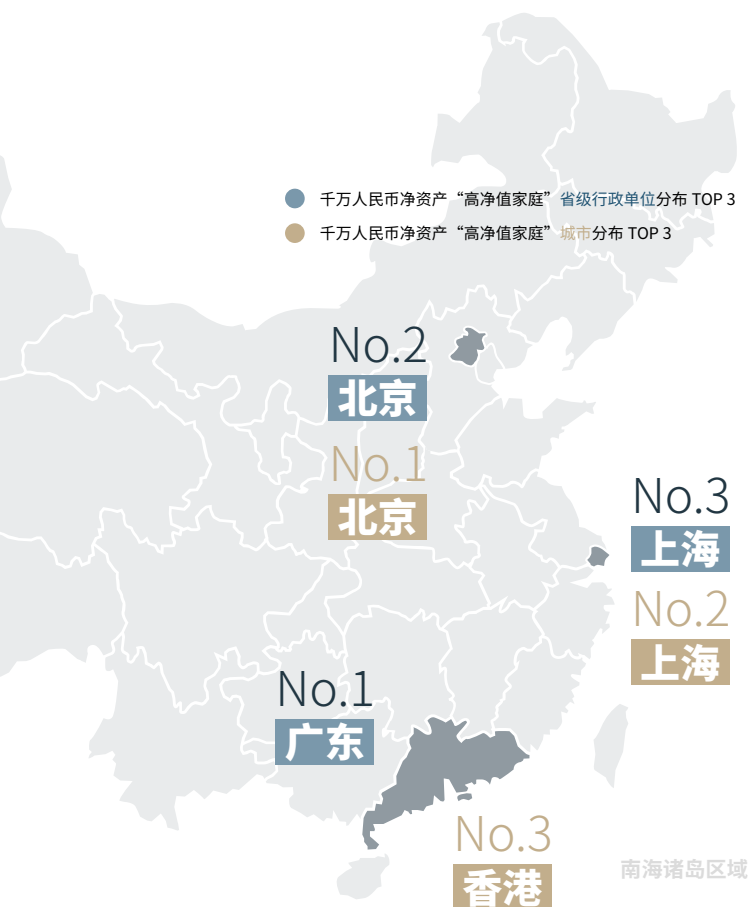 千万人民币净资产“高净值家庭”省级行政单位分布 TOP 3
千万人民币净资产“高净值家庭”城市分布 TOP 3
No.2
北京
No.1
北京
No.3
上海
No.2
上海
No.1
广东
No.3
香港
南海诸岛区域